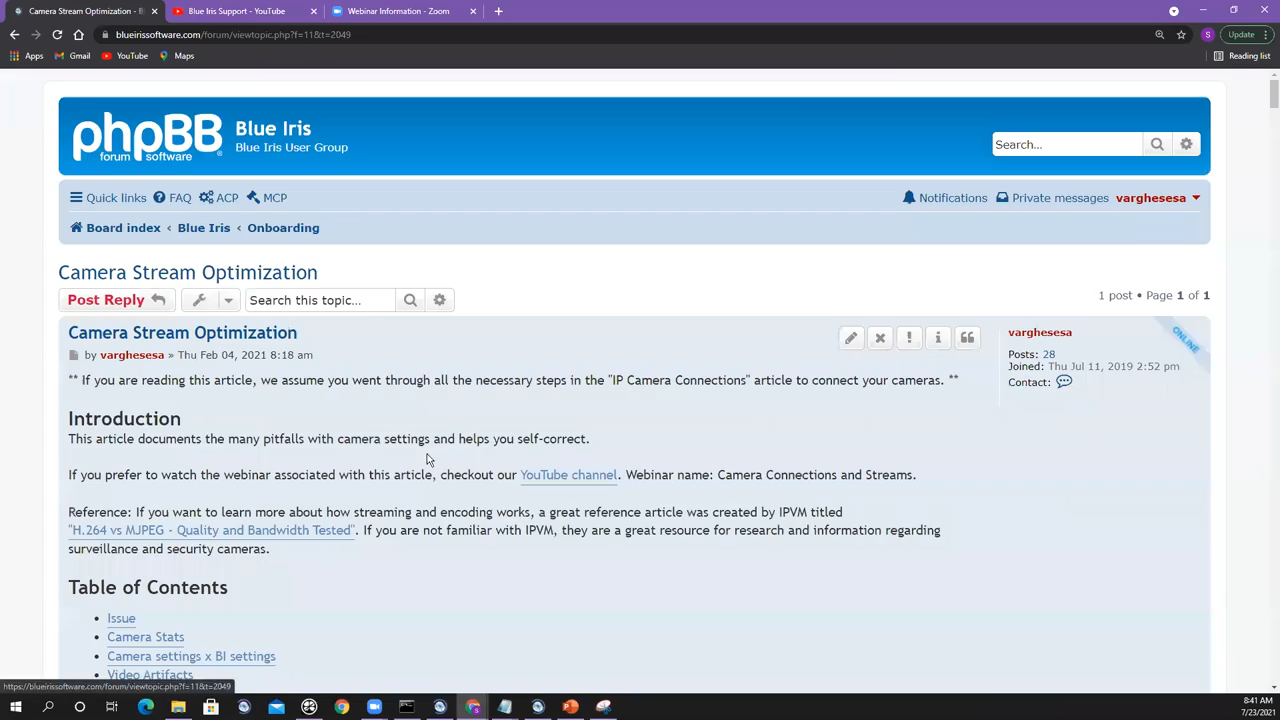 Camera Stream Optimization - B
Blue Iris Support - YouTube
Webinar Information - Zoom
blueirissoftware.com/forum/viewtopic.php?f=11&t=2049
S
Update
Apps
Gmail
YouTube
Maps
Reading list
phpBB
forum software
Blue Iris
Blue Iris User Group
Search...
Quick links
FAQ
ACP
MCP
Notifications
Private messages
varghesesa
Board index ‹ Blue Iris ‹ Onboarding
Camera Stream Optimization
Post Reply
Search this topic...
1 post • Page 1 of 1
Camera Stream Optimization
by varghesesa » Thu Feb 04, 2021 8:18 am
varghesesa
Posts: 28
Joined: Thu Jul 11, 2019 2:52 pm
Contact:
ONLINE
** If you are reading this article, we assume you went through all the necessary steps in the "IP Camera Connections" article to connect your cameras. **
Introduction
This article documents the many pitfalls with camera settings and helps you self-correct.
If you prefer to watch the webinar associated with this article, checkout our YouTube channel. Webinar name: Camera Connections and Streams.
Reference: If you want to learn more about how streaming and encoding works, a great reference article was created by IPVM titled
"H.264 vs MJPEG - Quality and Bandwidth Tested". If you are not familiar with IPVM, they are a great resource for research and information regarding
surveillance and security cameras.
Table of Contents
• Issue
• Camera Stats
• Camera settings x BI settings
• Video Artifacts
https://blueirissoftware.com/forum/viewtopic.php?f=11&t=2049
8:41 AM
7/23/2021